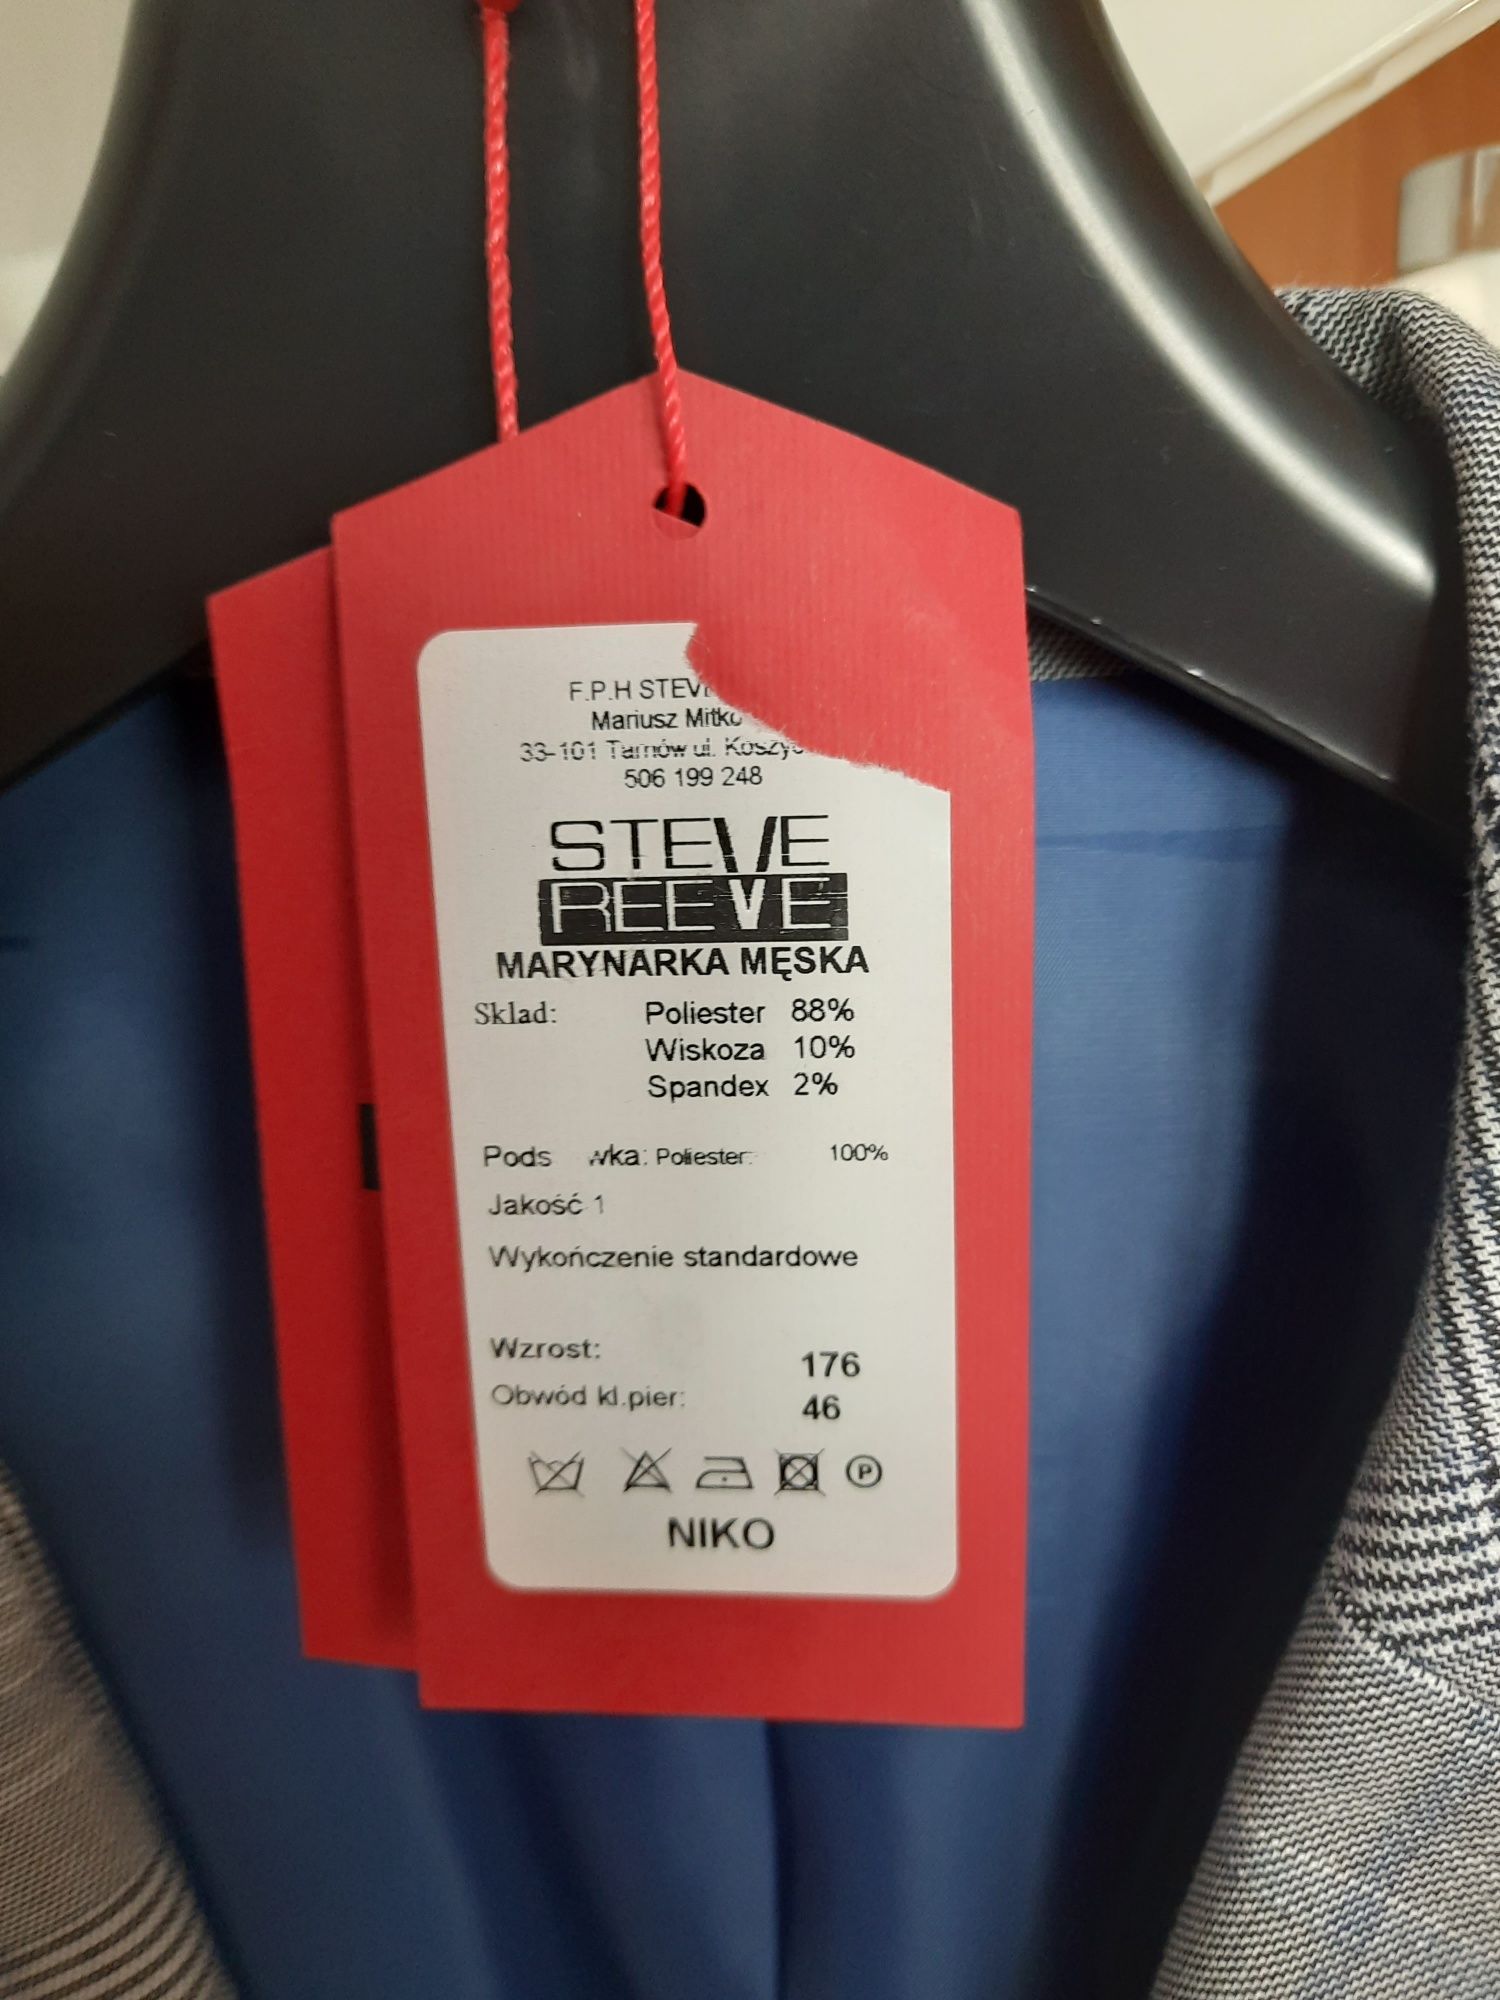 F.P.H STEV
Mariusz Mitko
33-101 Tarnów ul. Koszyc
506 199 248
STEVE
REEVE
MARYNARKA MĘSKA
Sklad: Poliester 88%
Wiskoza 10%
Spandex 2%
Pods wka: Poliester: 100%
Jakość 1
Wykończenie standardowe
Wzrost: 176
Obwód kl.pier: 46
P
NIKO